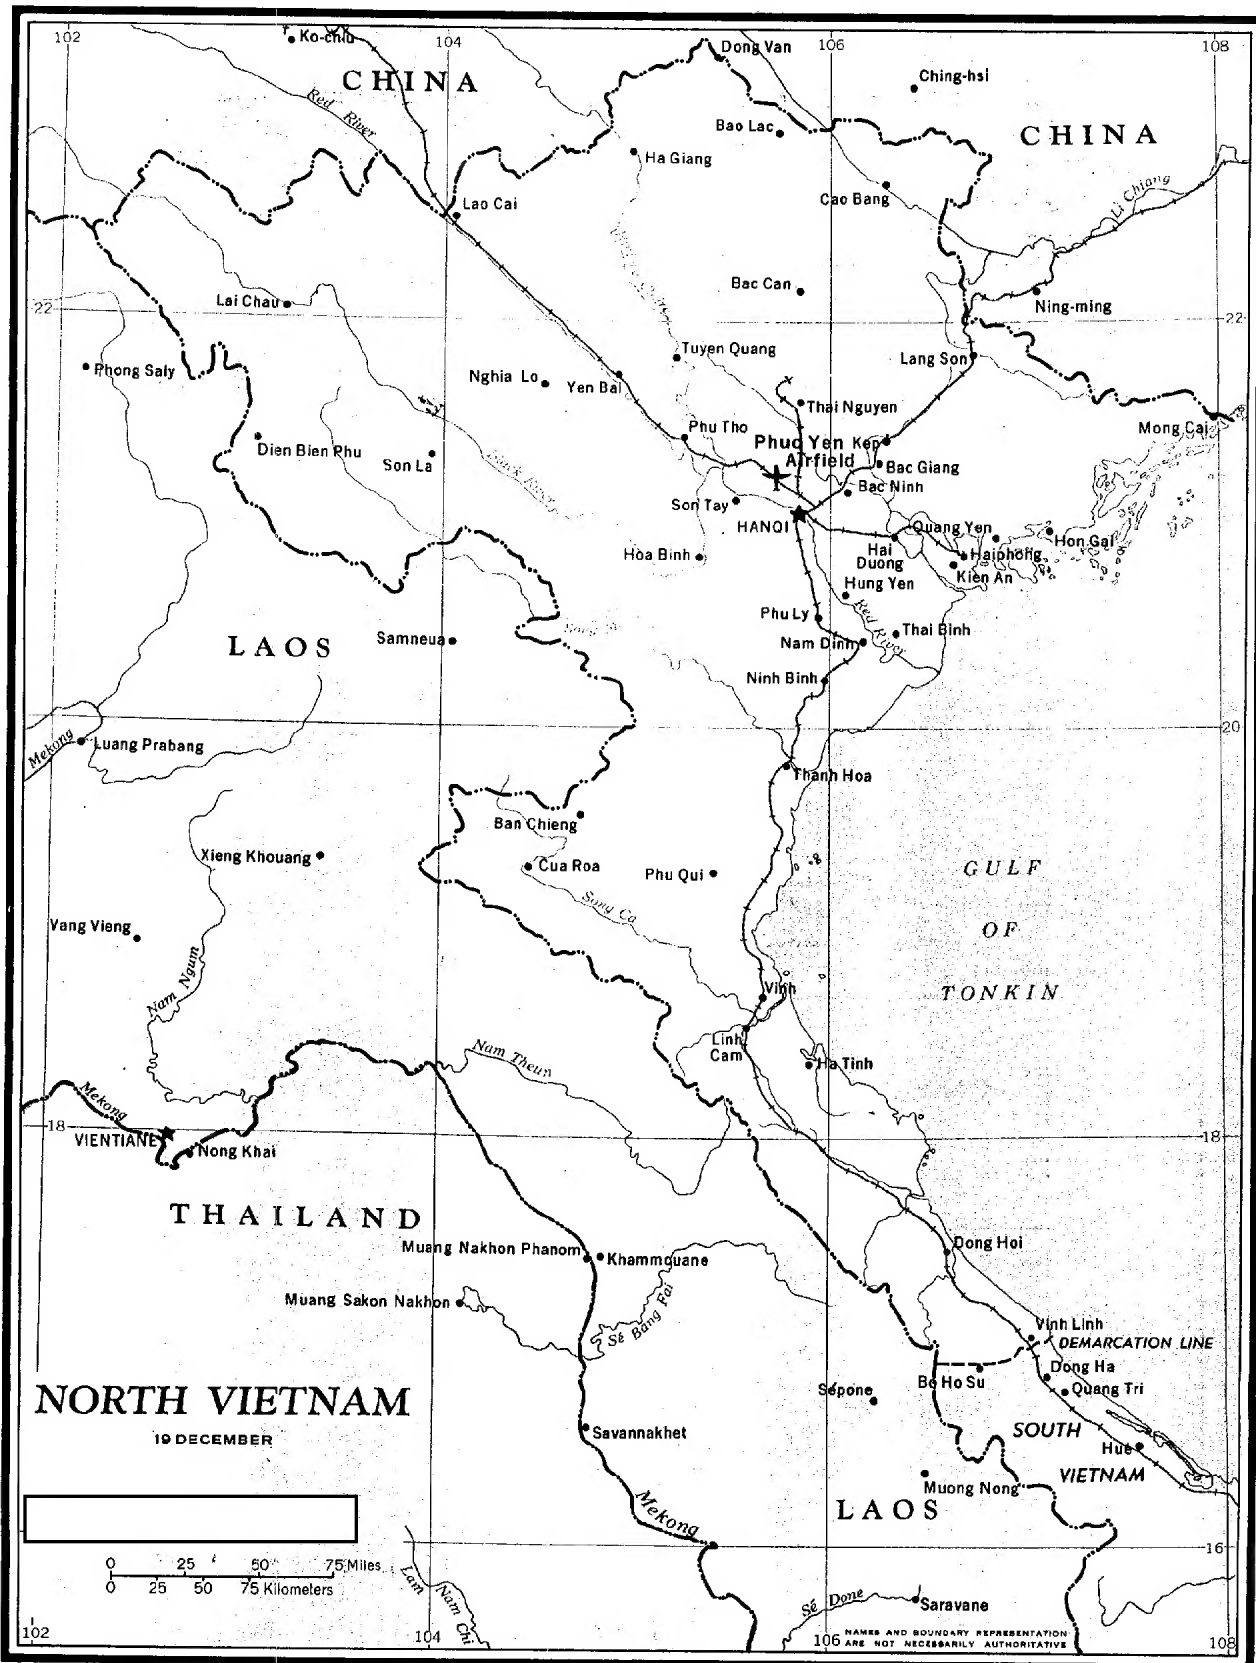 102
104
106
108
Ko-chiu
Dong Van
CHINA
Ching-hsi
Red
River
Bao Lac
CHINA
Ha Giang
Li Chiang
Cao Bang
Lao Cai
Bac Can
Lai Chau
Ning-ming
22
22
Tuyen Quang
Lang Son
Phong Saly
Nghia Lo
Yen Bai
Thai Nguyen
Mong Cai
Phu Tho
Phuc Yen
Airfield
Kep
Dien Bien Phu
Son La
Black River
Bac Giang
Bac Ninh
Son Tay
HANOI
Quang Yen
Hon Gai
Hoa Binh
Hai
Duong
Haiphong
Kien An
Hung Yen
Phu Ly
Red River
Thai Binh
LAOS
Samneua
Nam Dinh
Ninh Binh
20
Mekong
Luang Prabang
Thanh Hoa
Ban Chieng
Xieng Khouang
Cua Roa
Phu Qui
GULF
OF
TONKIN
Song Ca
Vang Vieng
Nam Ngum
Vinh
Linh
Cam
Ha Tinh
Nam Theun
Mekong
18
18
VIENTIANE
Nong Khai
THAILAND
Muang Nakhon Phanom
Khammouane
Dong Hoi
Muang Sakon Nakhon
Sé Bang Fai
Vinh Linh
DEMARCATION LINE
Dong Ha
Bo Ho Su
Quang Tri
Sépone
NORTH VIETNAM
19 DECEMBER
Savannakhet
SOUTH
VIETNAM
Hue
Muong Nong
Mekong
LAOS
0 25 50 75 Miles
0 25 50 75 Kilometers
16
Lam
Nam Chi
Sé Done
Saravane
NAMES AND BOUNDARY REPRESENTATION
ARE NOT NECESSARILY AUTHORITATIVE
102
104
106
108